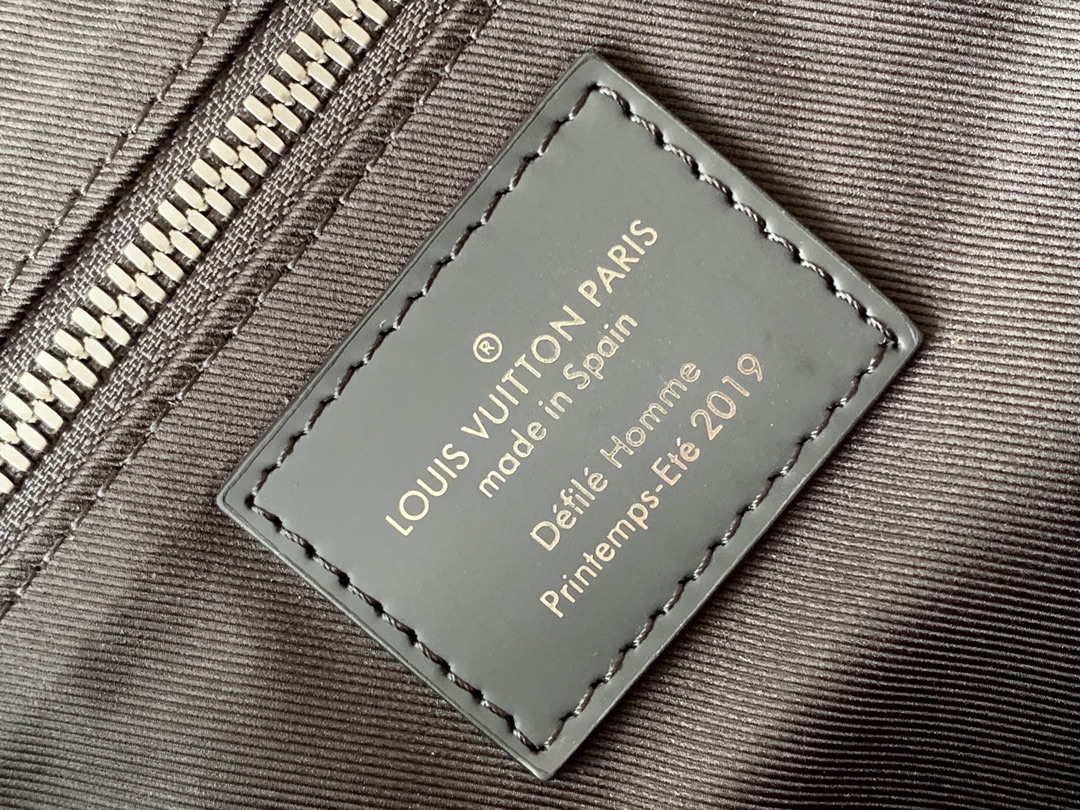 ®
LOUIS VUITTON PARIS
made in Spain
Défilé Homme
Printemps-Eté 2019